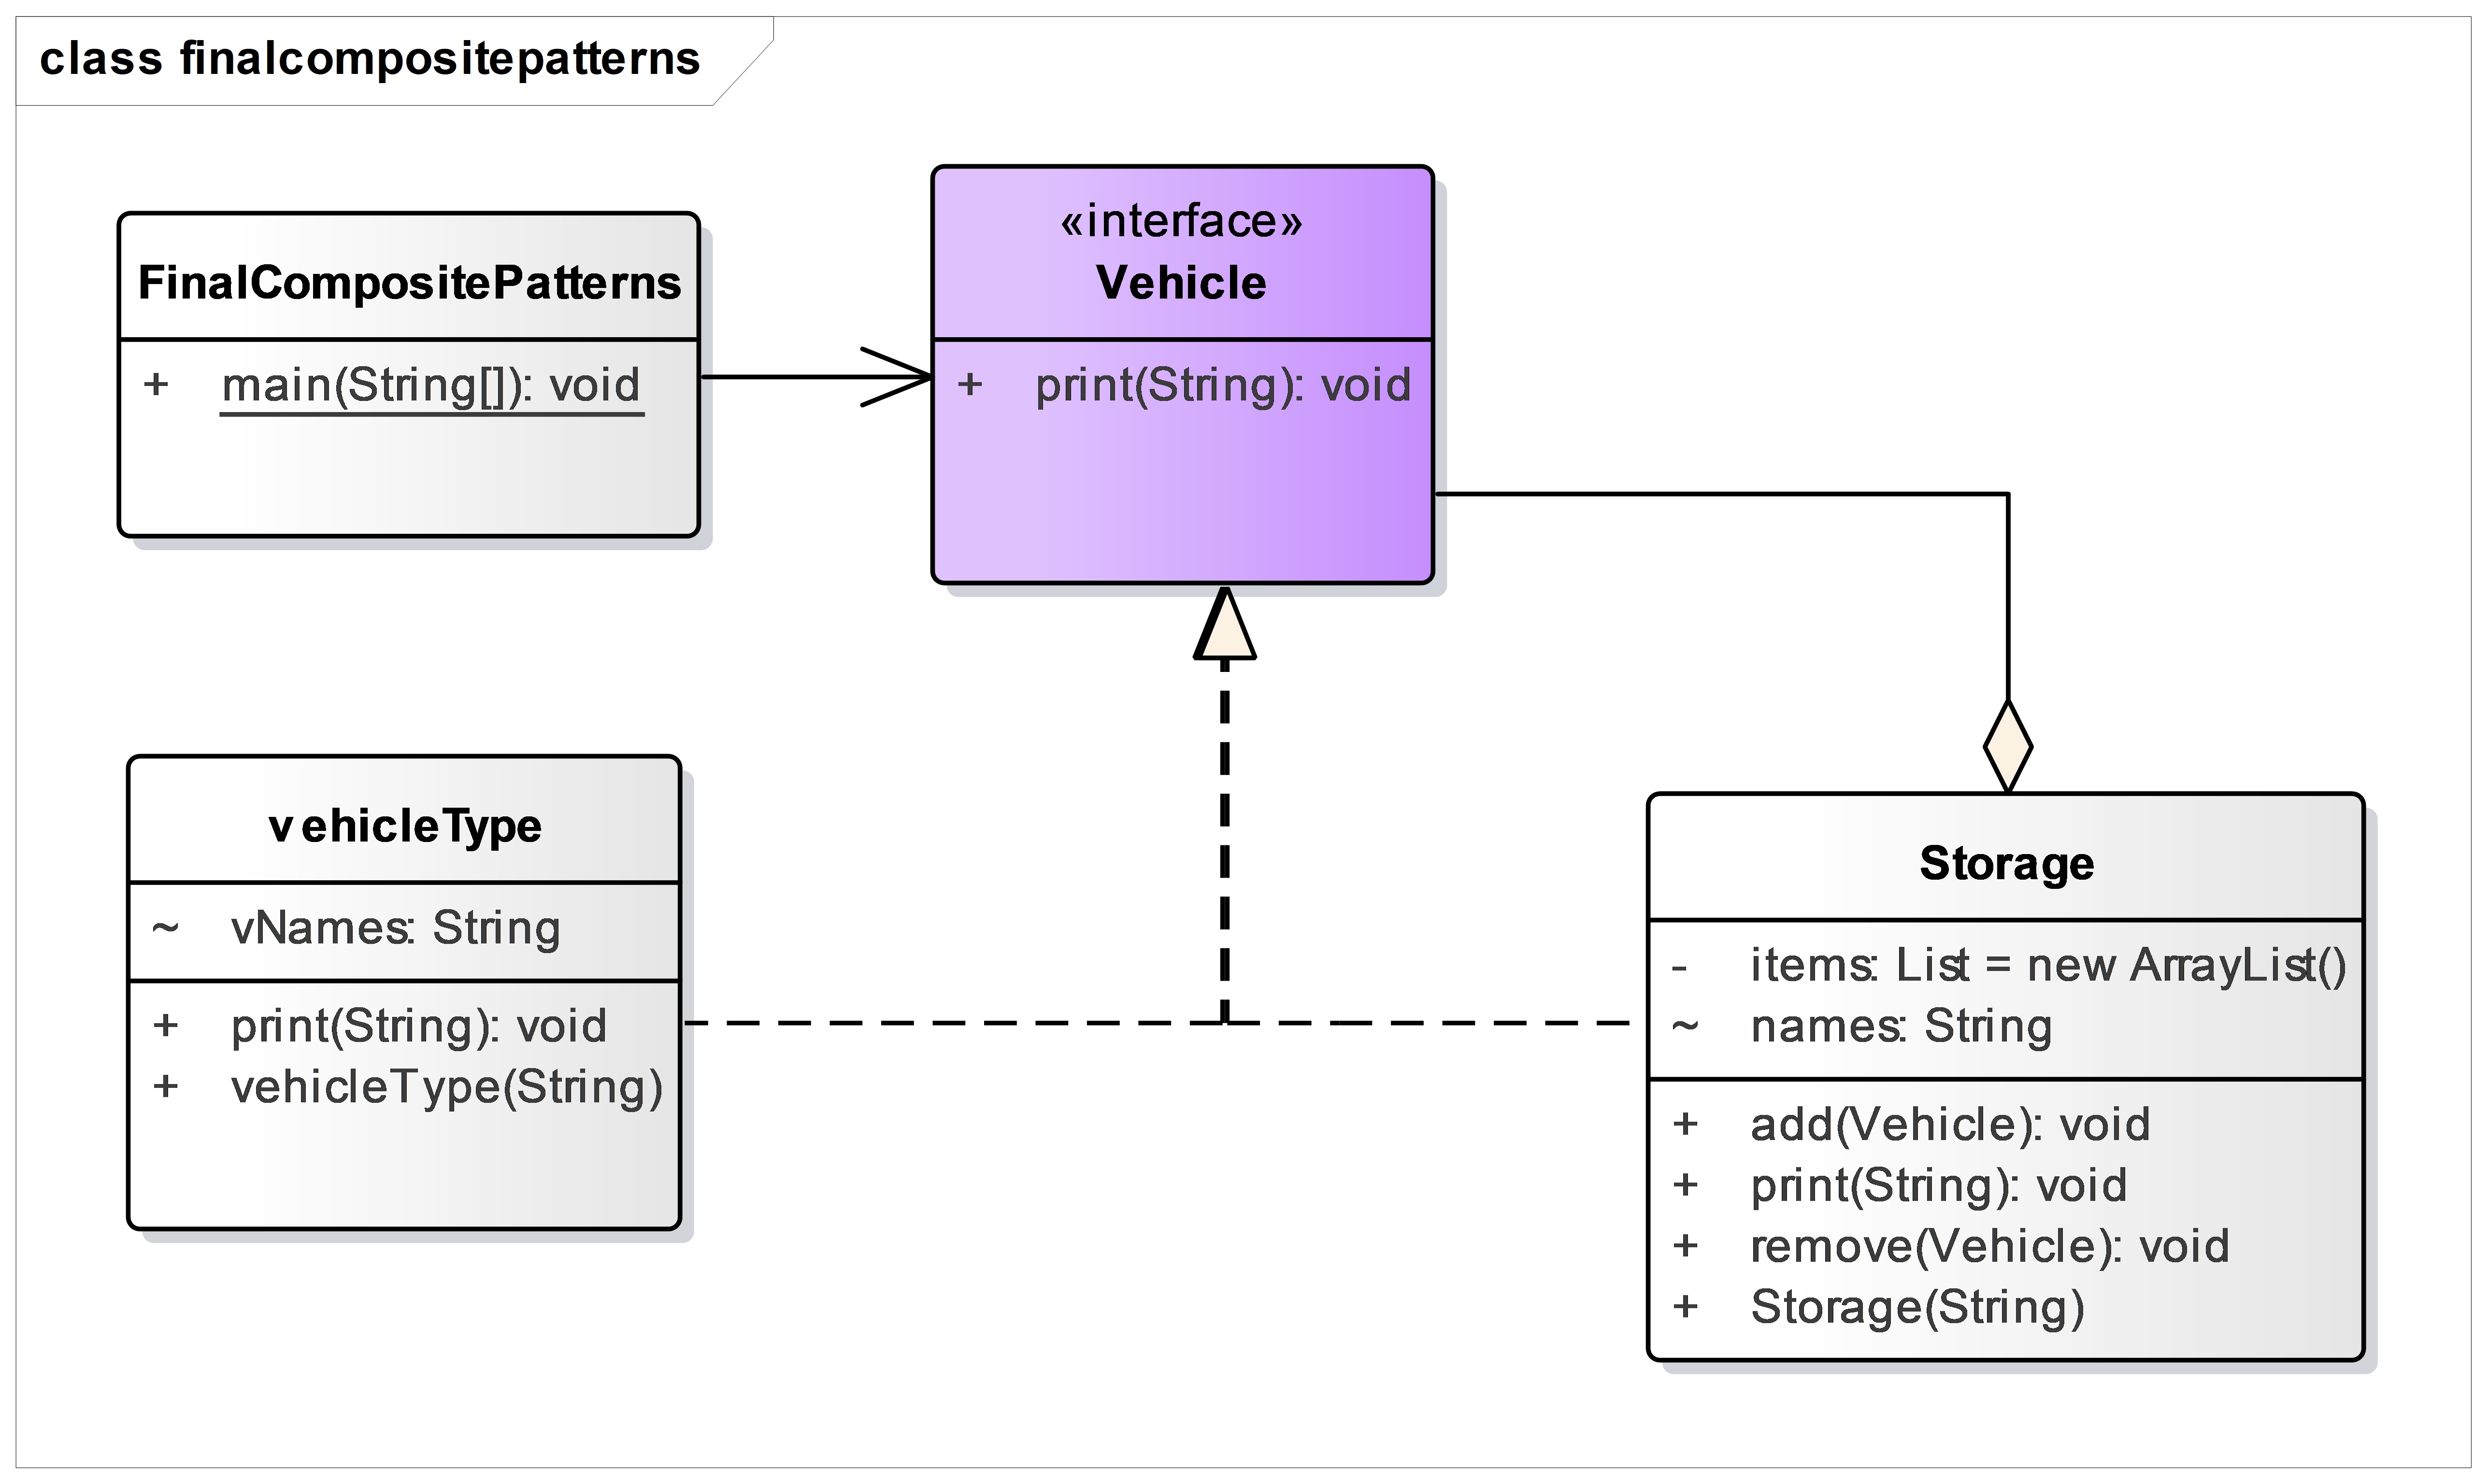 class finalcompositepatterns
FinalCompositePatterns
+ main(String[]): void
«interface»
Vehicle
+ print(String): void
vehicleType
~ vNames: String
+ print(String): void
+ vehicleType(String)
Storage
- items: List = new ArrayList()
~ names: String
+ add(Vehicle): void
+ print(String): void
+ remove(Vehicle): void
+ Storage(String)